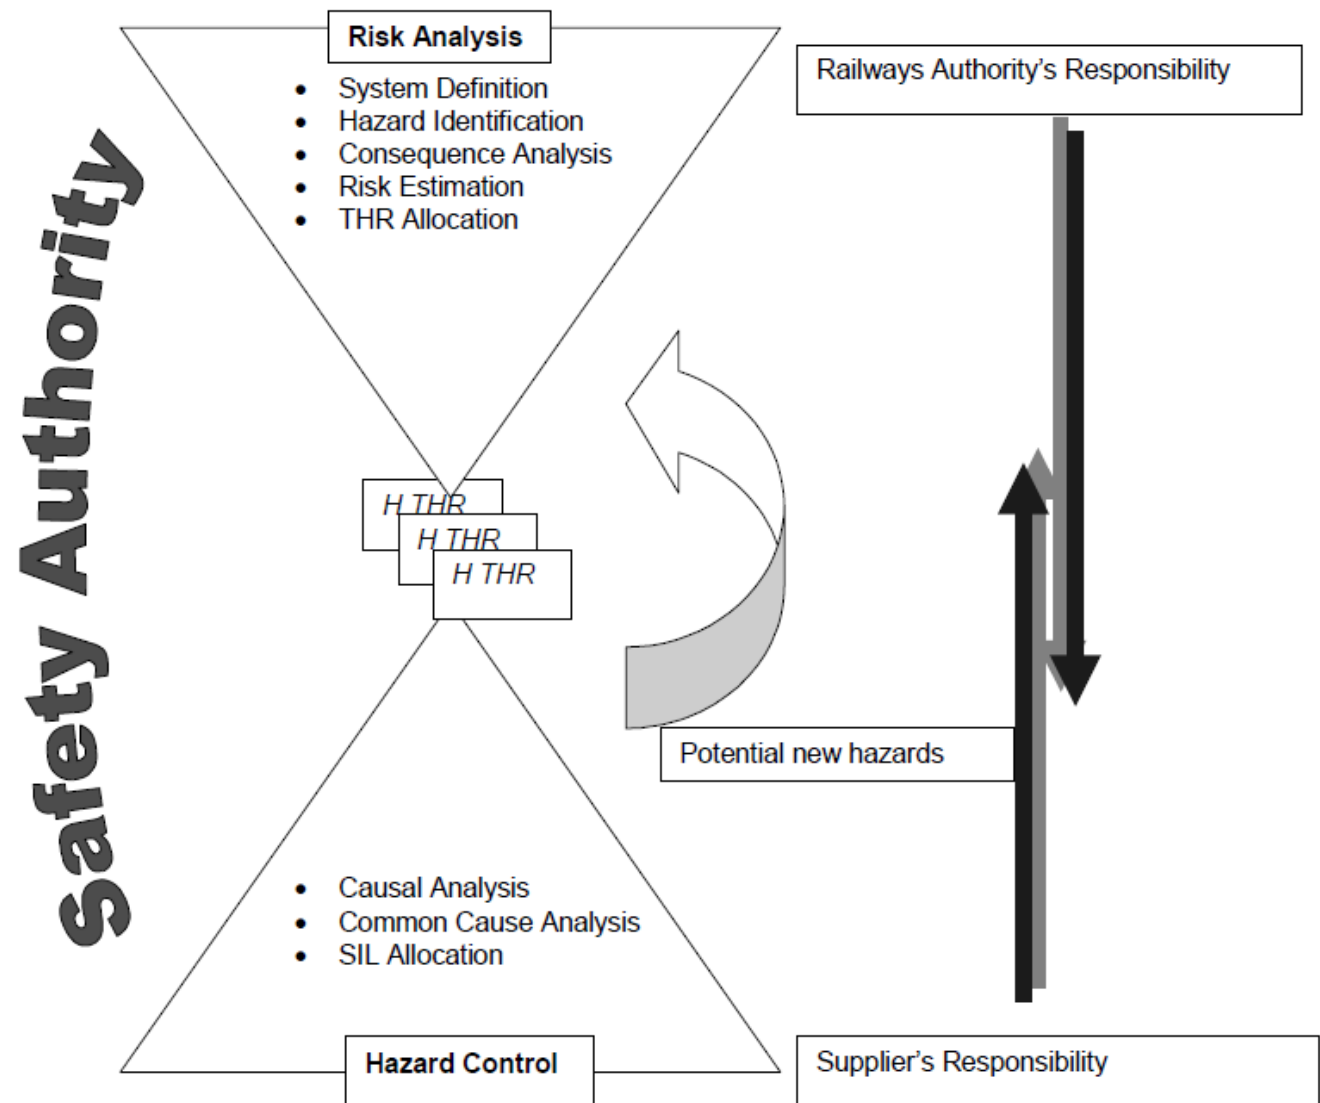 Risk Analysis
• System Definition
• Hazard Identification
• Consequence Analysis
• Risk Estimation
• THR Allocation
Railways Authority's Responsibility
Safety Authority
H THR
H THR
H THR
Potential new hazards
• Causal Analysis
• Common Cause Analysis
• SIL Allocation
Hazard Control
Supplier's Responsibility